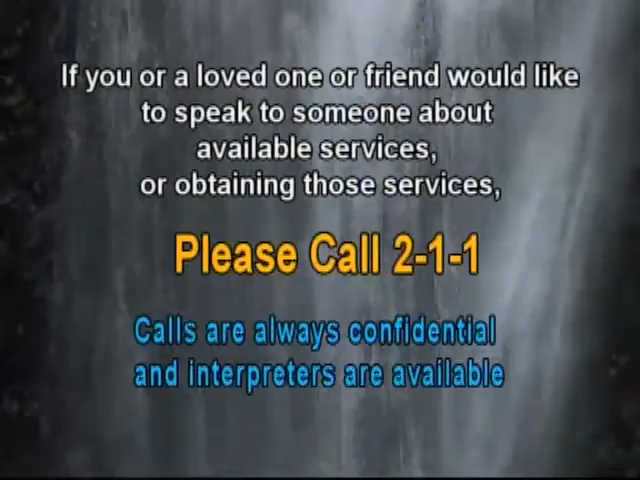 If you or a loved one or friend would like
to speak to someone about
available services,
or obtaining those services,
Please Call 2-1-1
Calls are always confidential
and interpreters are available